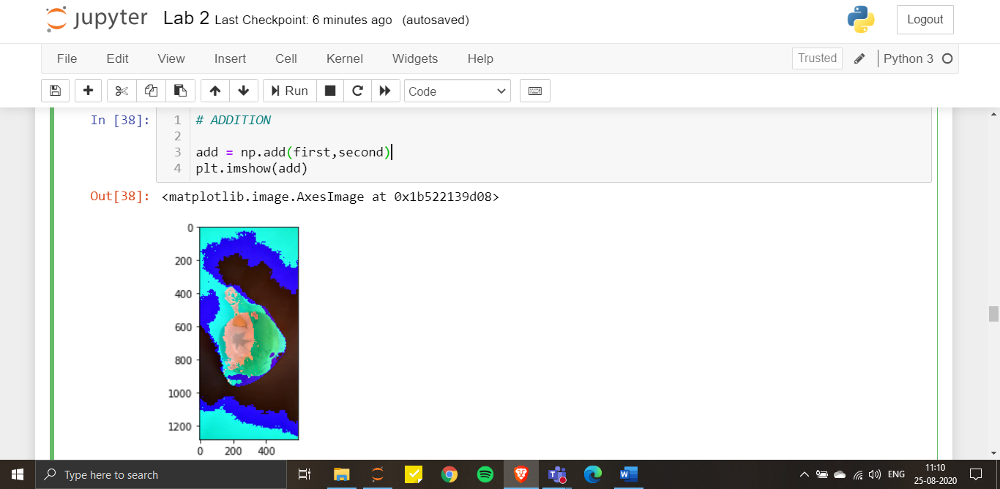 jupyter Lab 2 Last Checkpoint: 6 minutes ago (autosaved)
Logout
File Edit View Insert Cell Kernel Widgets Help
Trusted Python 3
Run Code
In [38]:
1 # ADDITION
2
3 add = np.add(first,second)
4 plt.imshow(add)
Out[38]: <matplotlib.image.AxesImage at 0x1b522139d08>
0
200
400
600
800
1000
1200
0 200 400
Type here to search
ENG
11:10
25-08-2020